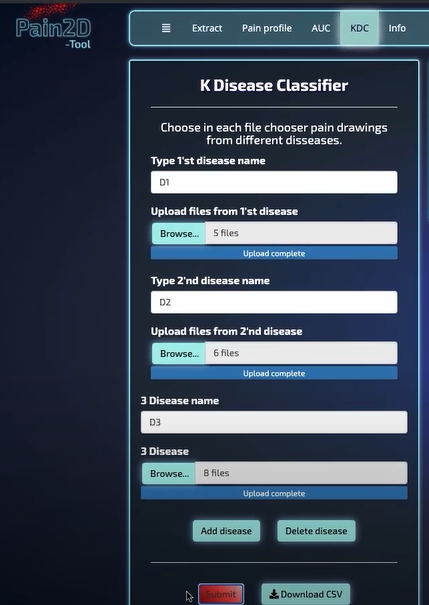 Pain2D
-Tool
Extract Pain profile AUC KDC Info
K Disease Classifier
Choose in each file chooser pain drawings
from different disseases.
Type 1'st disease name
D1
Upload files from 1'st disease
Browse... 5 files
Upload complete
Type 2'nd disease name
D2
Upload files from 2'nd disease
Browse... 6 files
Upload complete
3 Disease name
D3
3 Disease
Browse... 8 files
Upload complete
Add disease Delete disease
Submit Download CSV